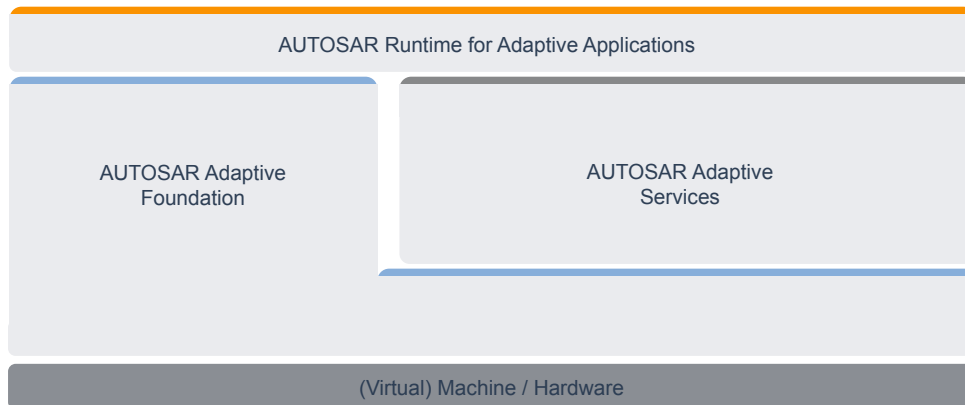 AUTOSAR Runtime for Adaptive Applications
AUTOSAR Adaptive
Foundation
AUTOSAR Adaptive
Services
(Virtual) Machine / Hardware